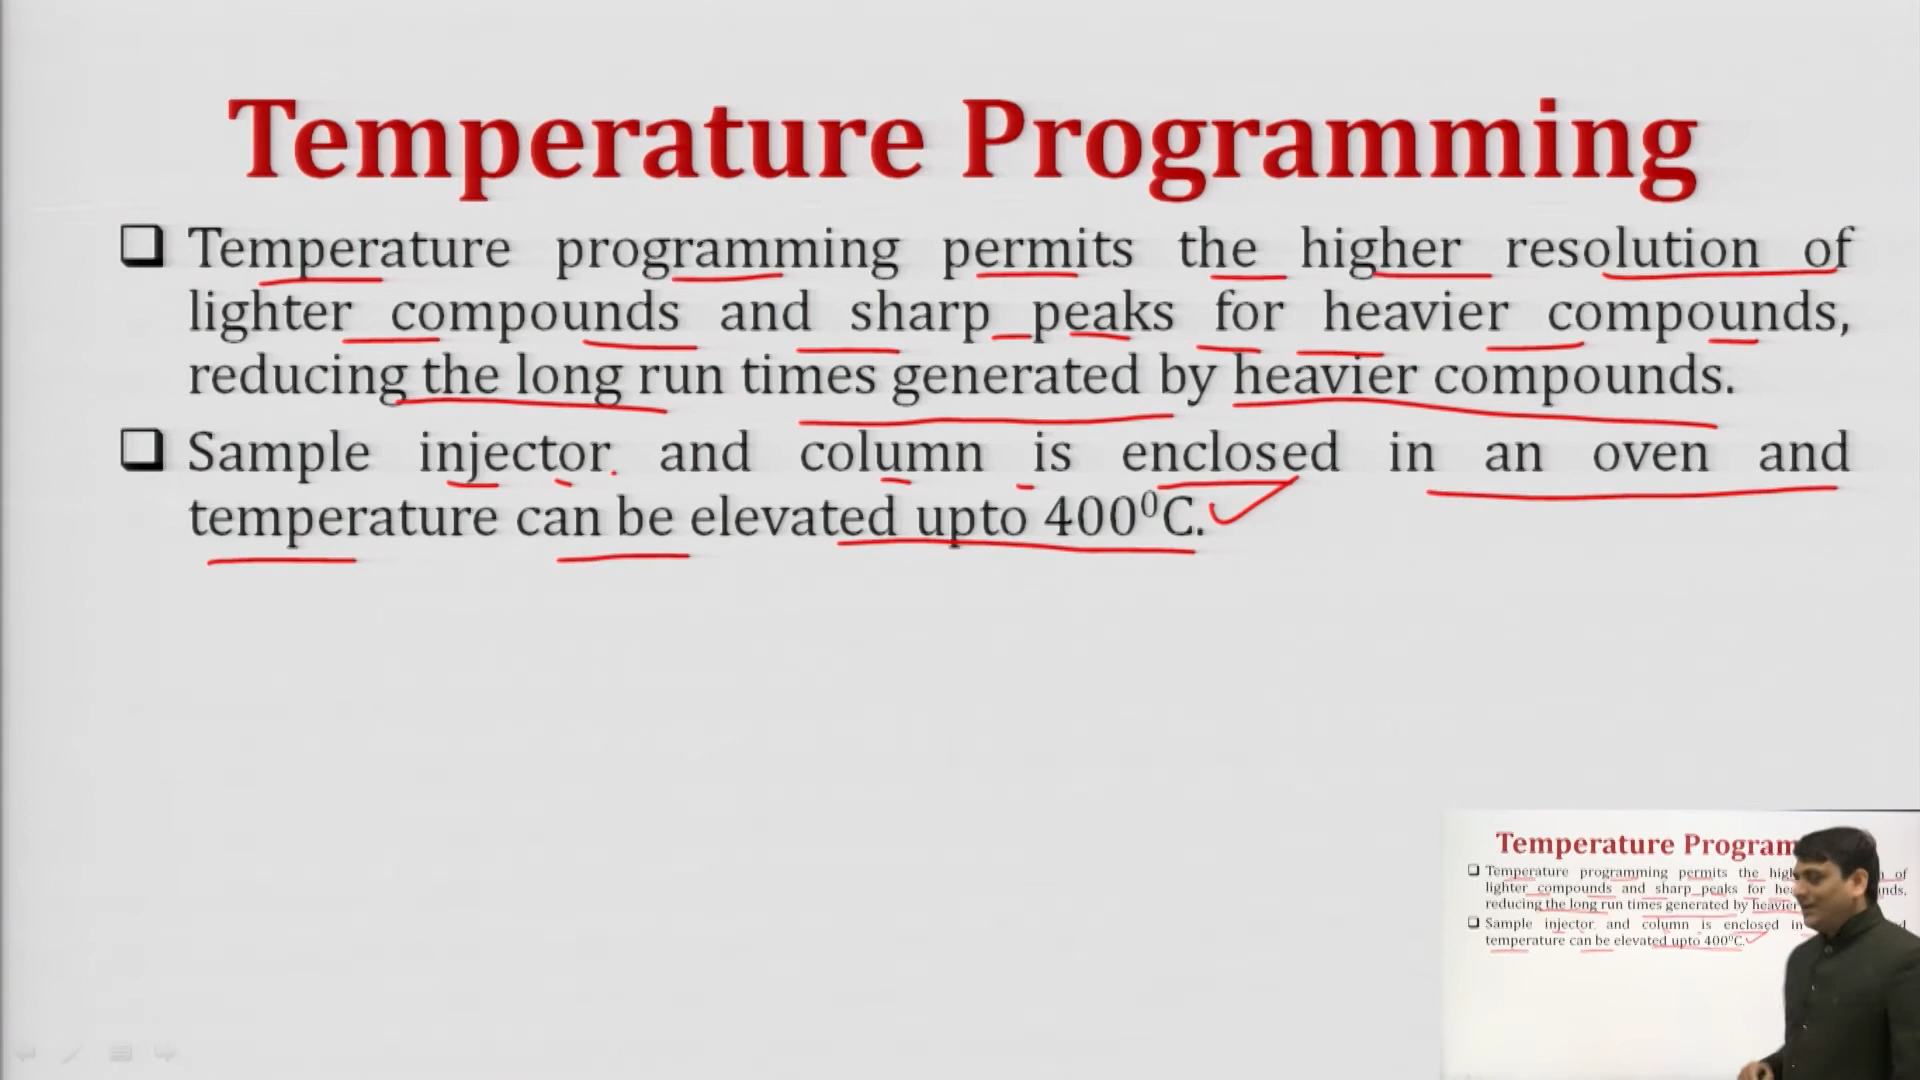 Temperature Programming
❑ Temperature programming permits the higher resolution of
lighter compounds and sharp peaks for heavier compounds,
reducing the long run times generated by heavier compounds.
❑ Sample injector and column is enclosed in an oven and
temperature can be elevated upto 400⁰C.
Temperature Program
❑ Temperature programming permits the high of
lighter compounds and sharp peaks for hea nds,
reducing the long run times generated by heavier
❑ Sample injector and column is enclosed in d
temperature can be elevated upto 400⁰C.